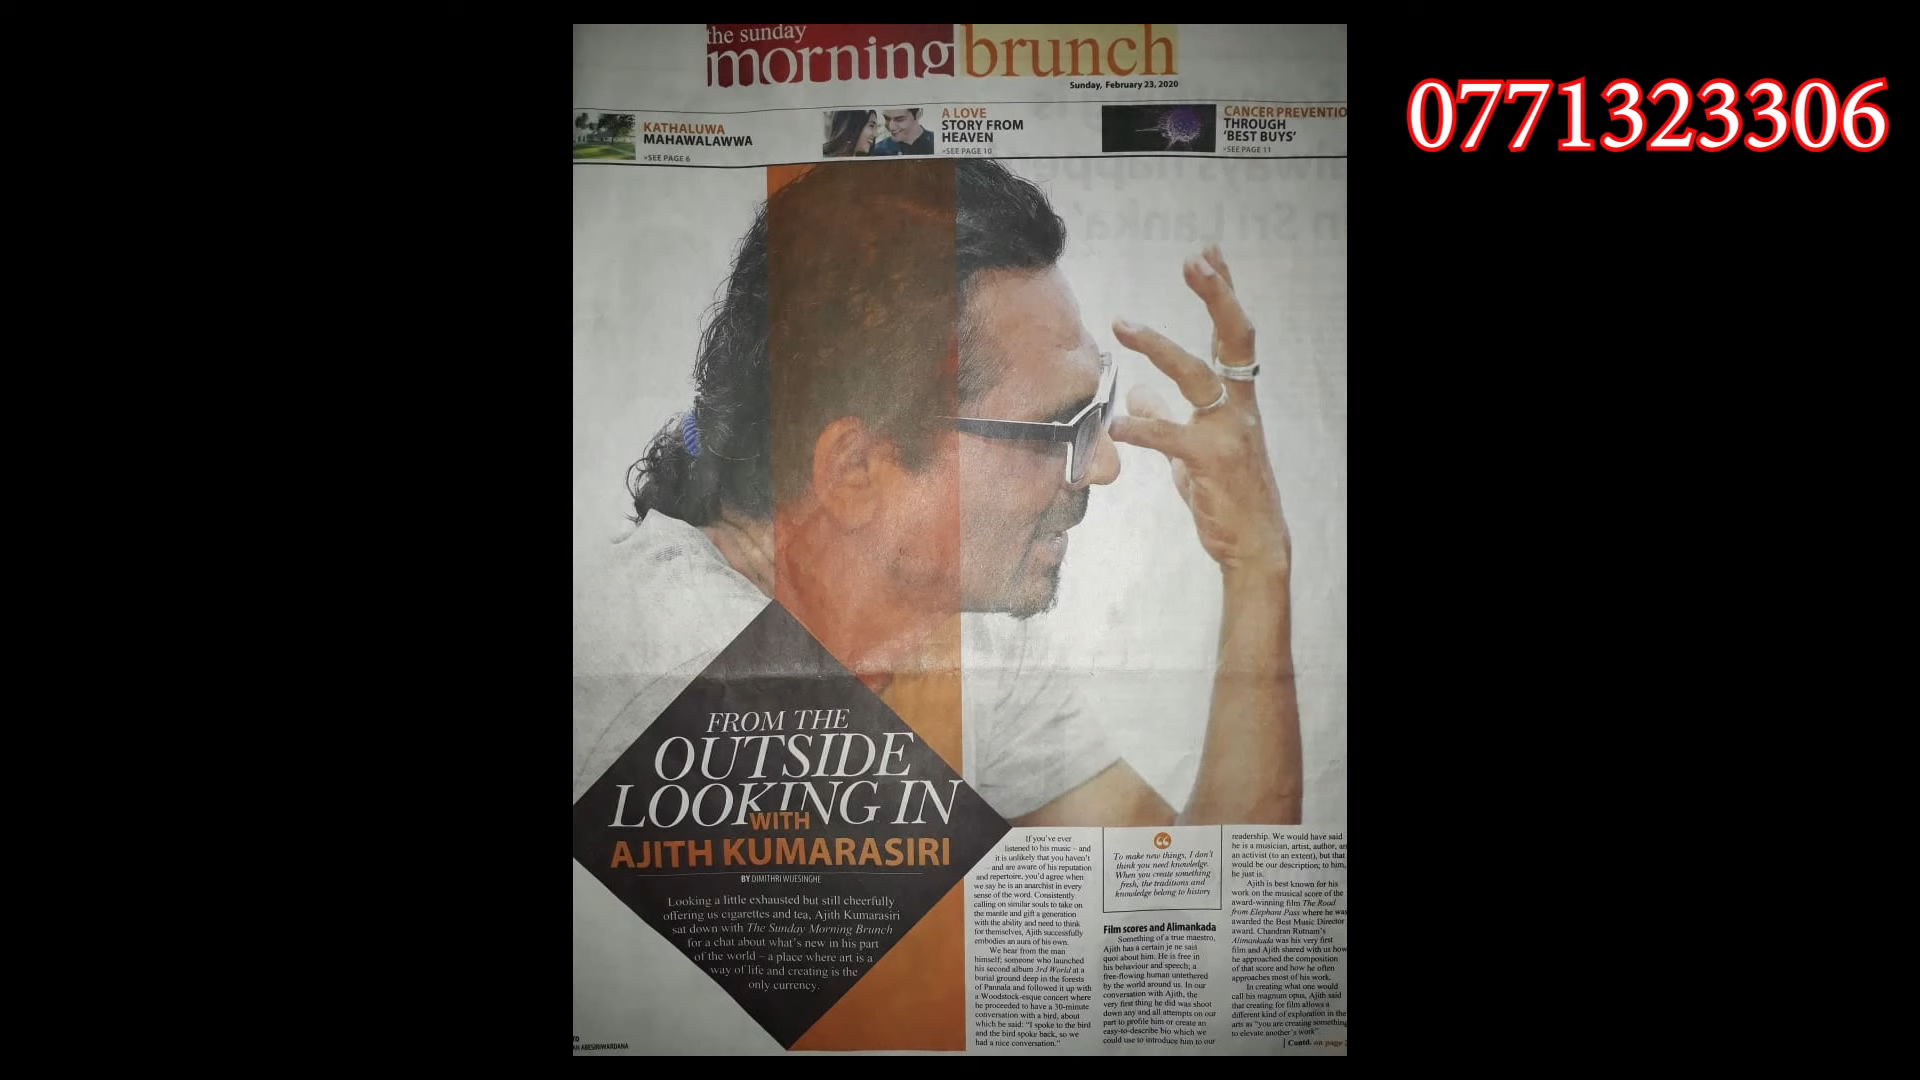 the sunday
morning brunch
Sunday, February 23, 2020
0771323306
KATHALUWA
MAHAWALAWWA
»SEE PAGE 6
A LOVE
STORY FROM
HEAVEN
»SEE PAGE 10
CANCER PREVENTIO
THROUGH
'BEST BUYS'
»SEE PAGE 11
FROM THE
OUTSIDE
LOOKING IN
WITH
AJITH KUMARASIRI
BY DIMITHRI WIJESINGHE
Looking a little exhausted but still cheerfully
offering us cigarettes and tea, Ajith Kumarasiri
sat down with The Sunday Morning Brunch
for a chat about what's new in his part
of the world – a place where art is a
way of life and creating is the
only currency.
If you've ever
listened to his music – and
it is unlikely that you haven't
– and are aware of his reputation
and repertoire, you'd agree when
we say he is an anarchist in every
sense of the word. Consistently
calling on similar souls to take on
the mantle and gift a generation
with the ability and need to think
for themselves, Ajith successfully
embodies an aura of his own.
We hear from the man
himself; someone who launched
his second album 3rd World at a
burial ground deep in the forests
of Pannala and followed it up with
a Woodstock-esque concert where
he proceeded to have a 30-minute
conversation with a bird, about
which he said: "I spoke to the bird
and the bird spoke back, so we
had a nice conversation."
To make new things, I don't
think you need knowledge.
When you create something
fresh, the traditions and
knowledge belong to history
Film scores and Alimankada
Something of a true maestro,
Ajith has a certain je ne sais
quoi about him. He is free in
his behaviour and speech; a
free-flowing human untethered
by the world around us. In our
conversation with Ajith, the
very first thing he did was shoot
down any and all attempts on our
part to profile him or create an
easy-to-describe bio which we
could use to introduce him to our
readership. We would have said
he is a musician, artist, author, an
an activist (to an extent), but that
would be our description; to him,
he just is.
Ajith is best known for his
work on the musical score of the
award-winning film The Road
from Elephant Pass where he was
awarded the Best Music Director
award. Chandran Rutnam's
Alimankada was his very first
film and Ajith shared with us how
he approached the composition
of that score and how he often
approaches most of his work.
In creating what one would
call his magnum opus, Ajith said
that creating for film allows a
different kind of exploration in the
arts as "you are creating something
to elevate another's work"
Contd. on page